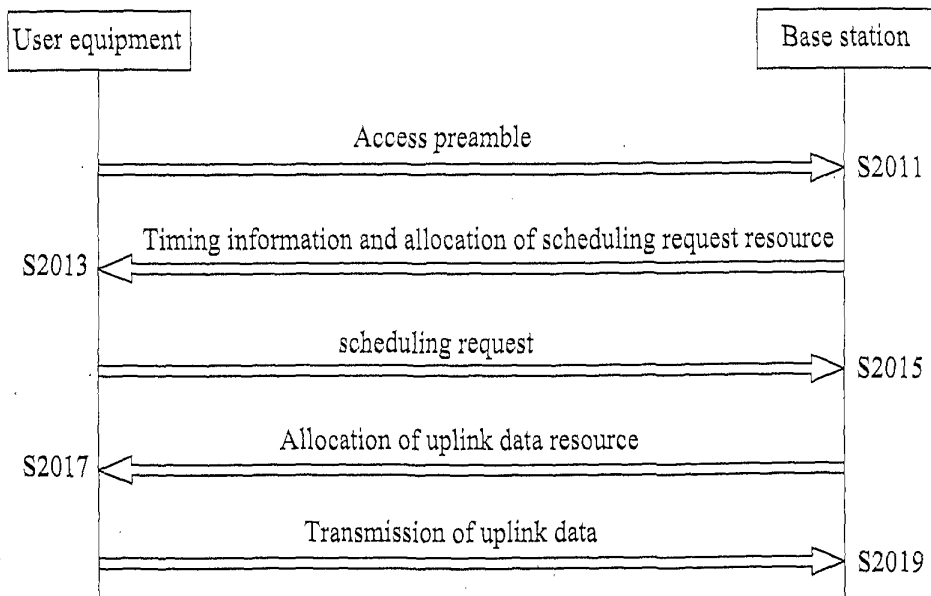 User equipment
Base station
Access preamble
S2011
Timing information and allocation of scheduling request resource
S2013
scheduling request
S2015
Allocation of uplink data resource
S2017
Transmission of uplink data
S2019